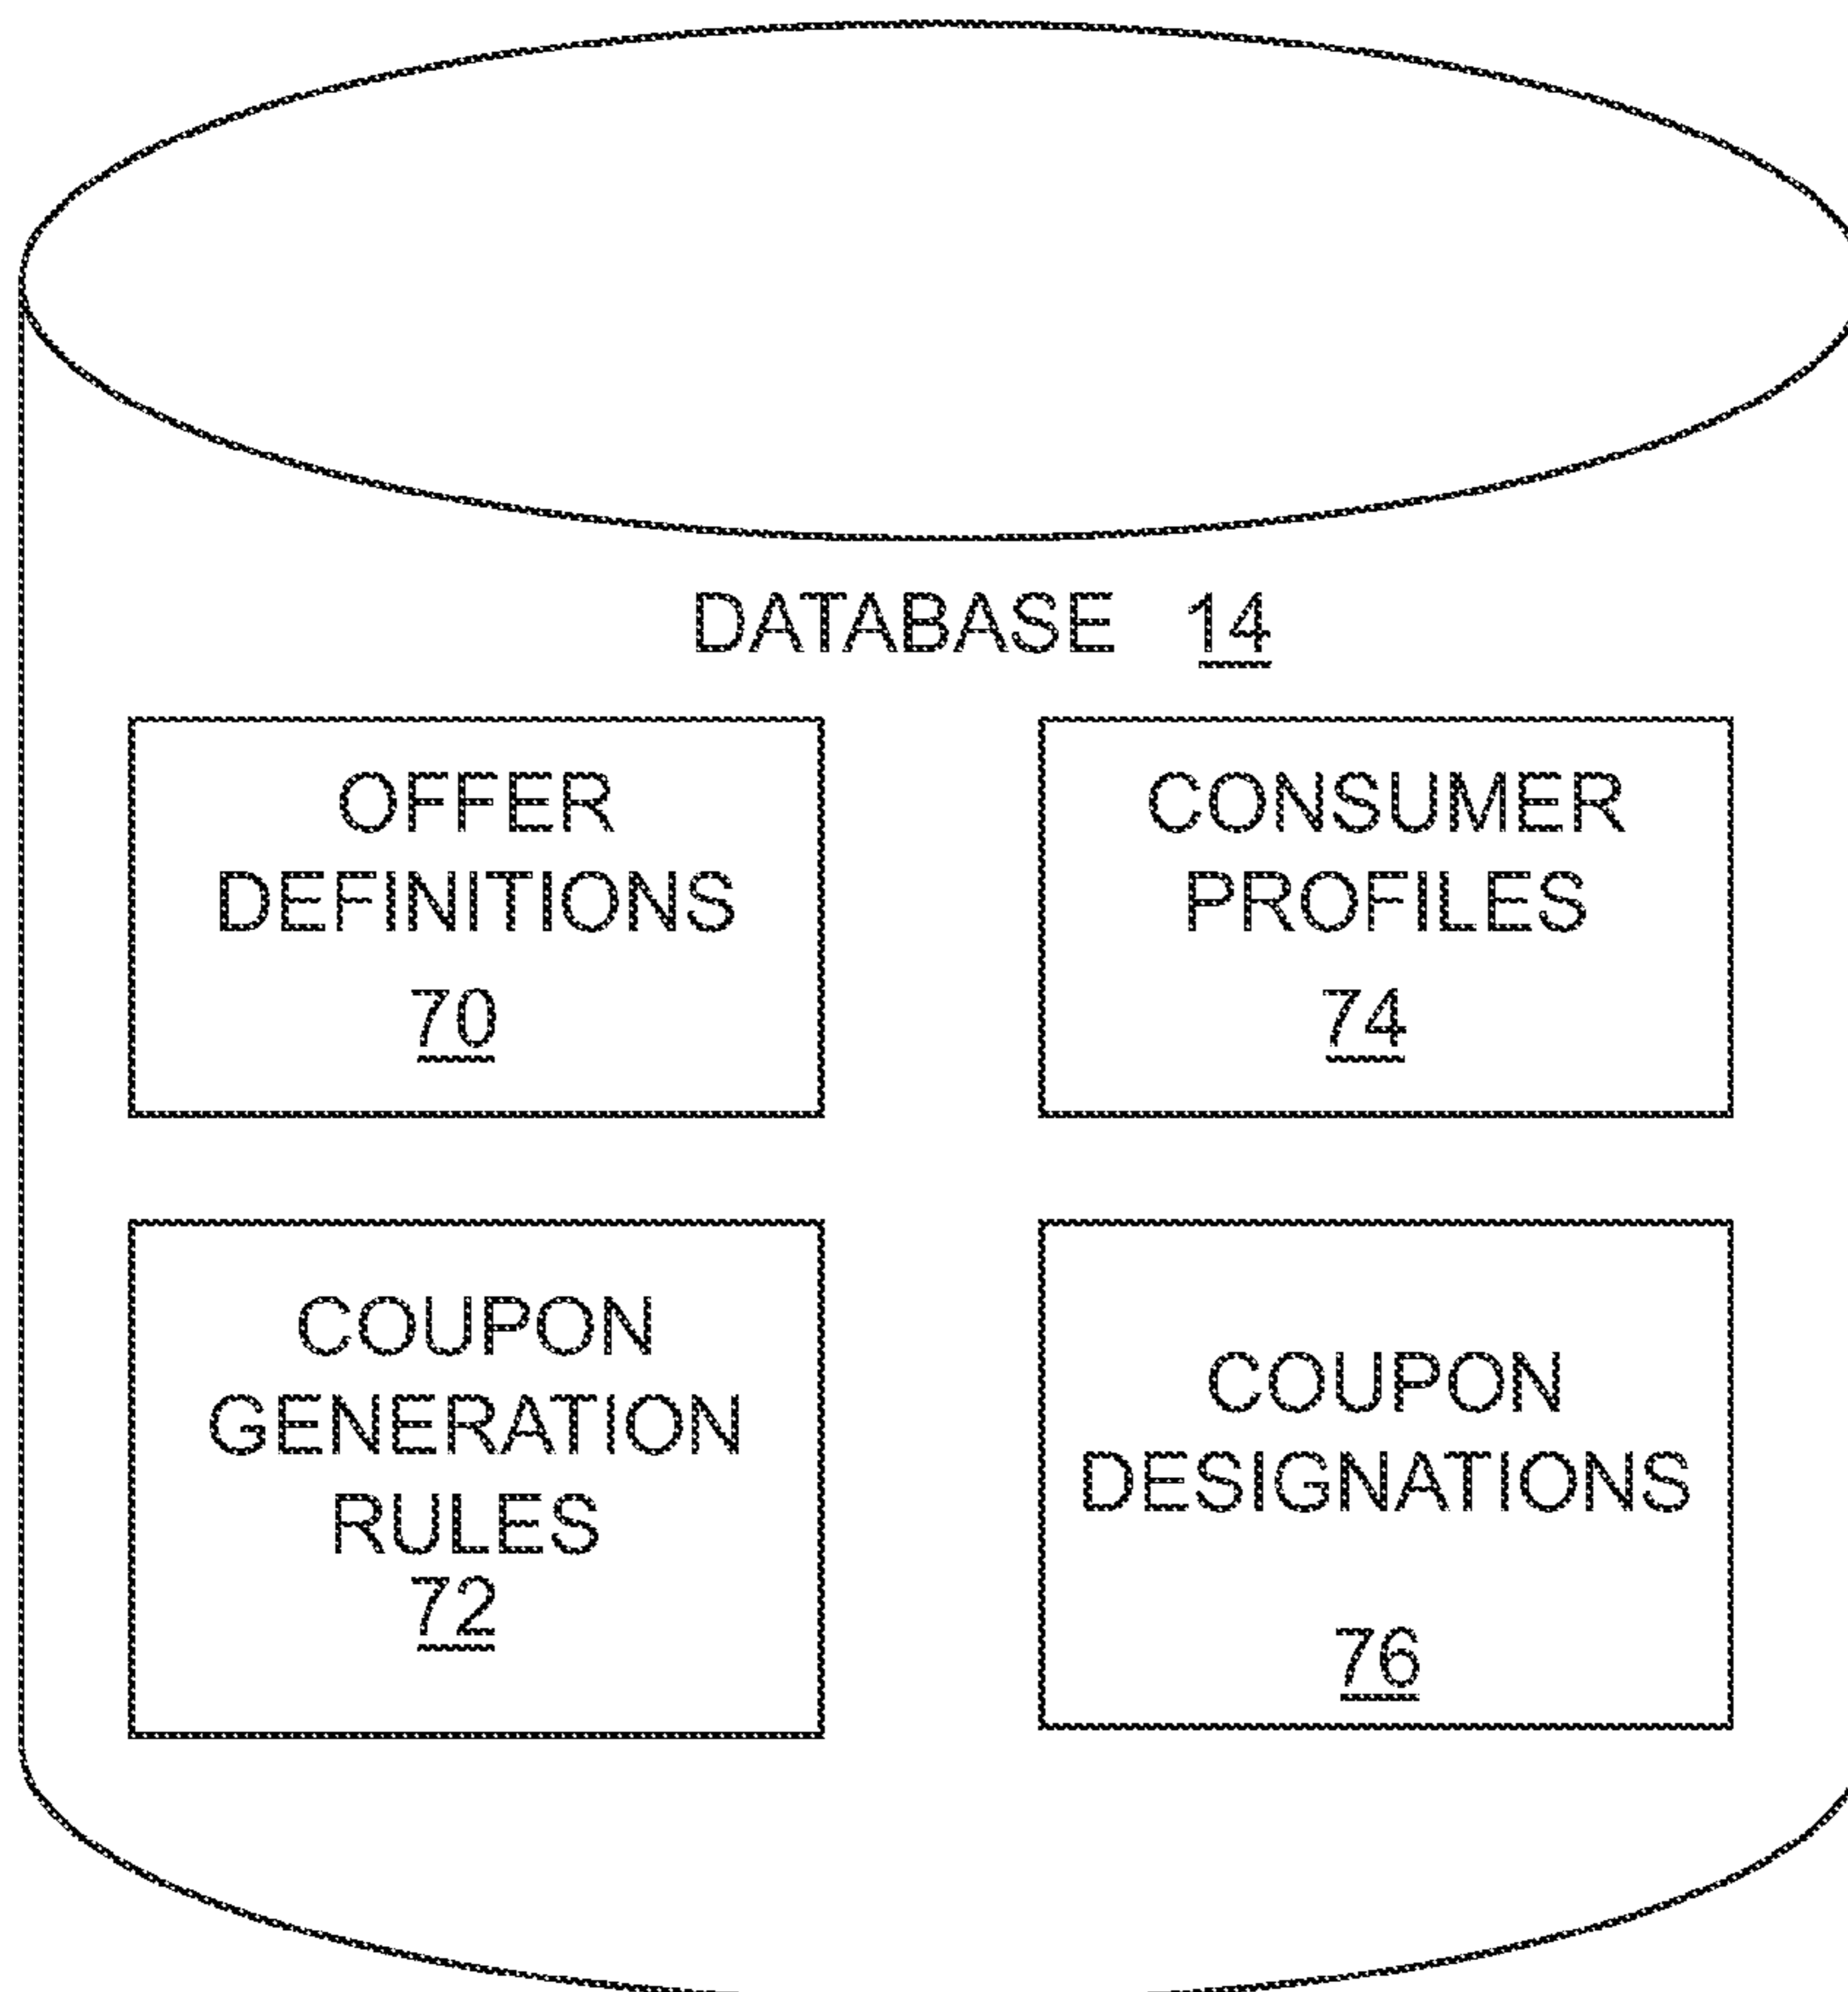 DATABASE 14
OFFER
DEFINITIONS
70
CONSUMER
PROFILES
74
COUPON
GENERATION
RULES
72
COUPON
DESIGNATIONS
76